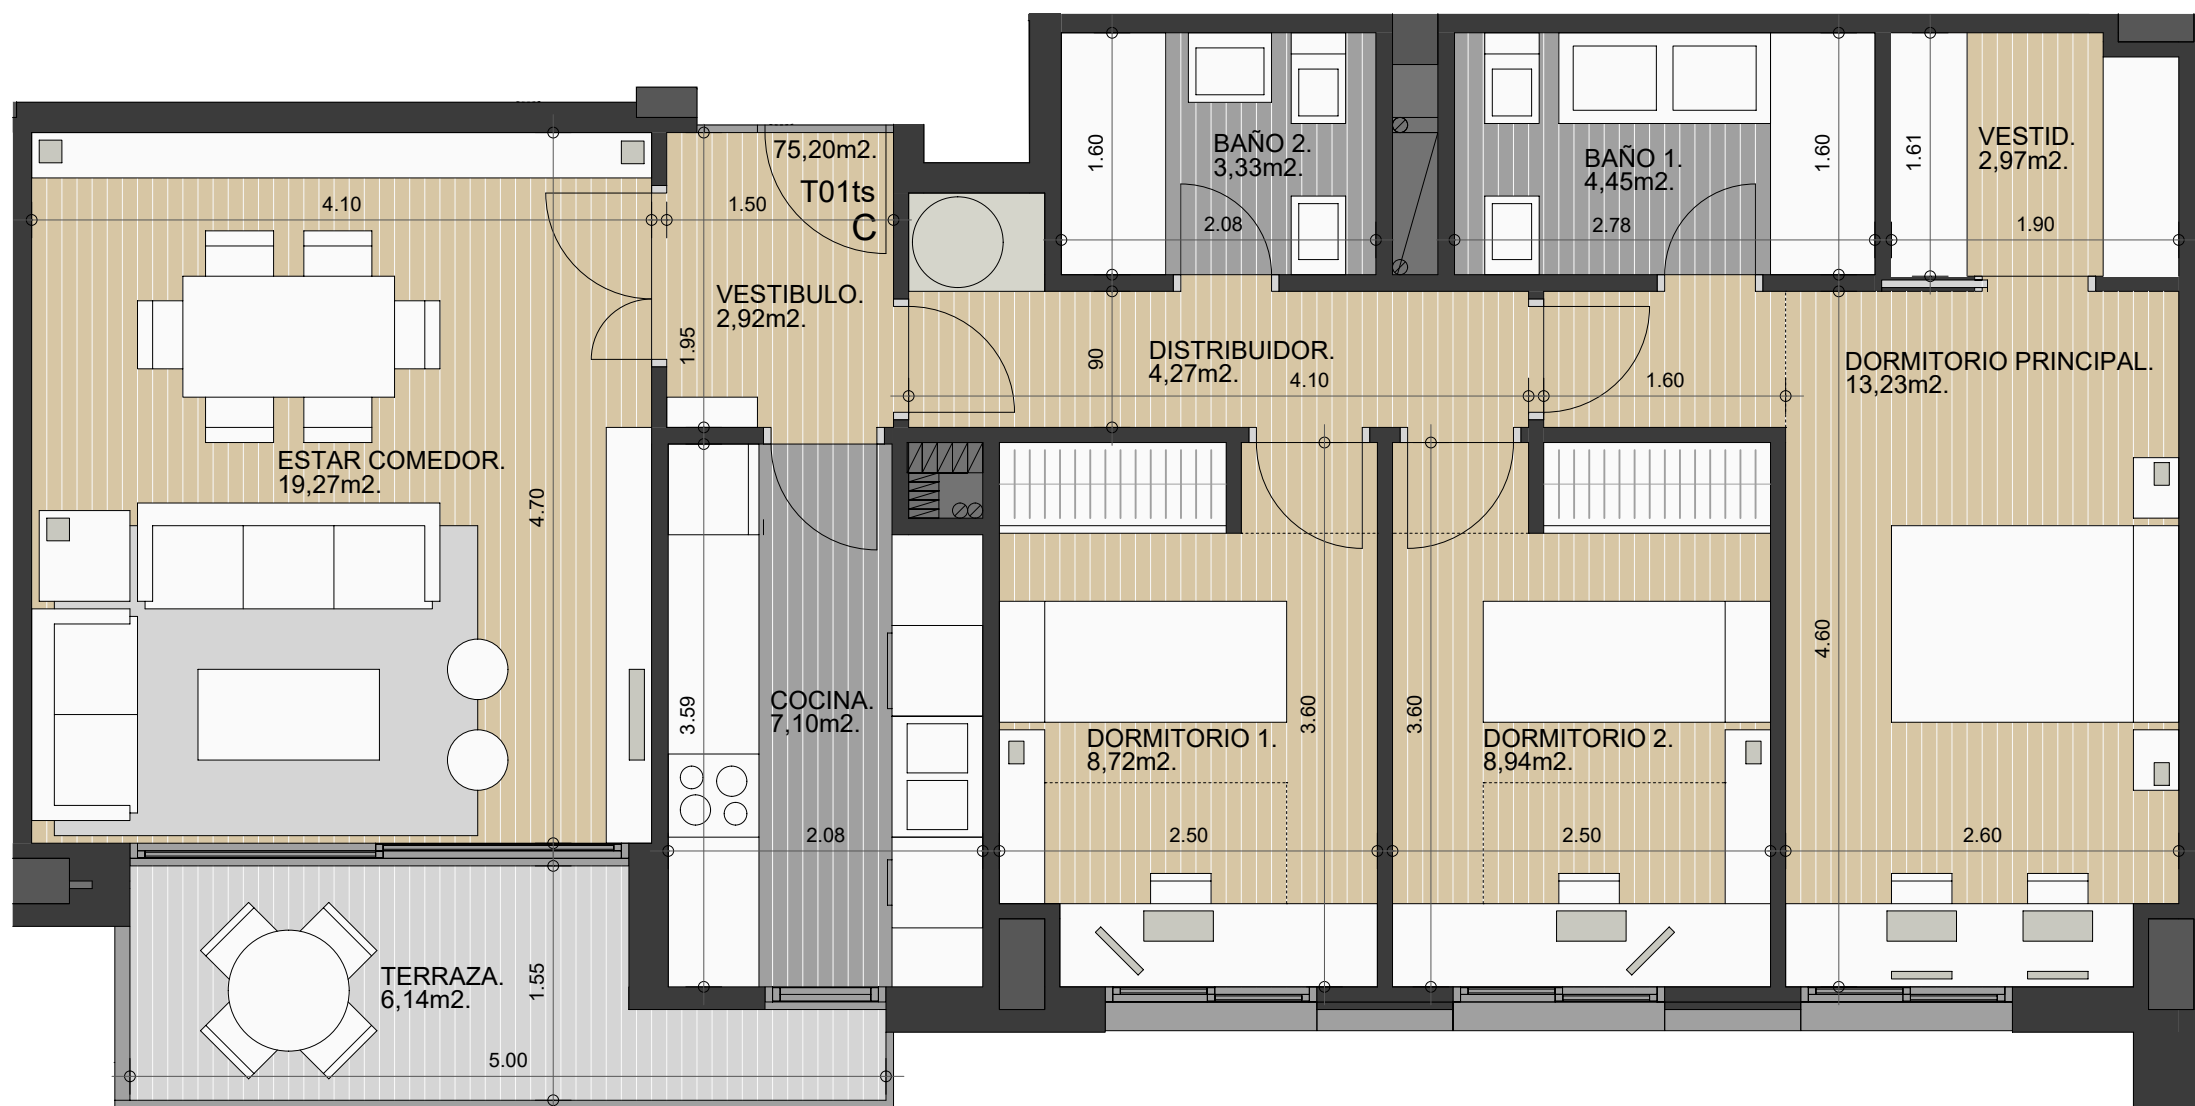 75,20m2.
T01ts
C
4.10
1.50
ESTAR COMEDOR.
19,27m2.
4.70
VESTIBULO.
2,92m2.
1.95
1.60
BAÑO 2.
3,33m2.
2.08
BAÑO 1.
4,45m2.
2.78
1.60
1.61
VESTID.
2,97m2.
1.90
90
DISTRIBUIDOR.
4,27m2.
4.10
1.60
DORMITORIO PRINCIPAL.
13,23m2.
4.60
2.60
COCINA.
7,10m2.
3.59
2.08
DORMITORIO 1.
8,72m2.
3.60
2.50
DORMITORIO 2.
8,94m2.
3.60
2.50
TERRAZA.
6,14m2.
1.55
5.00